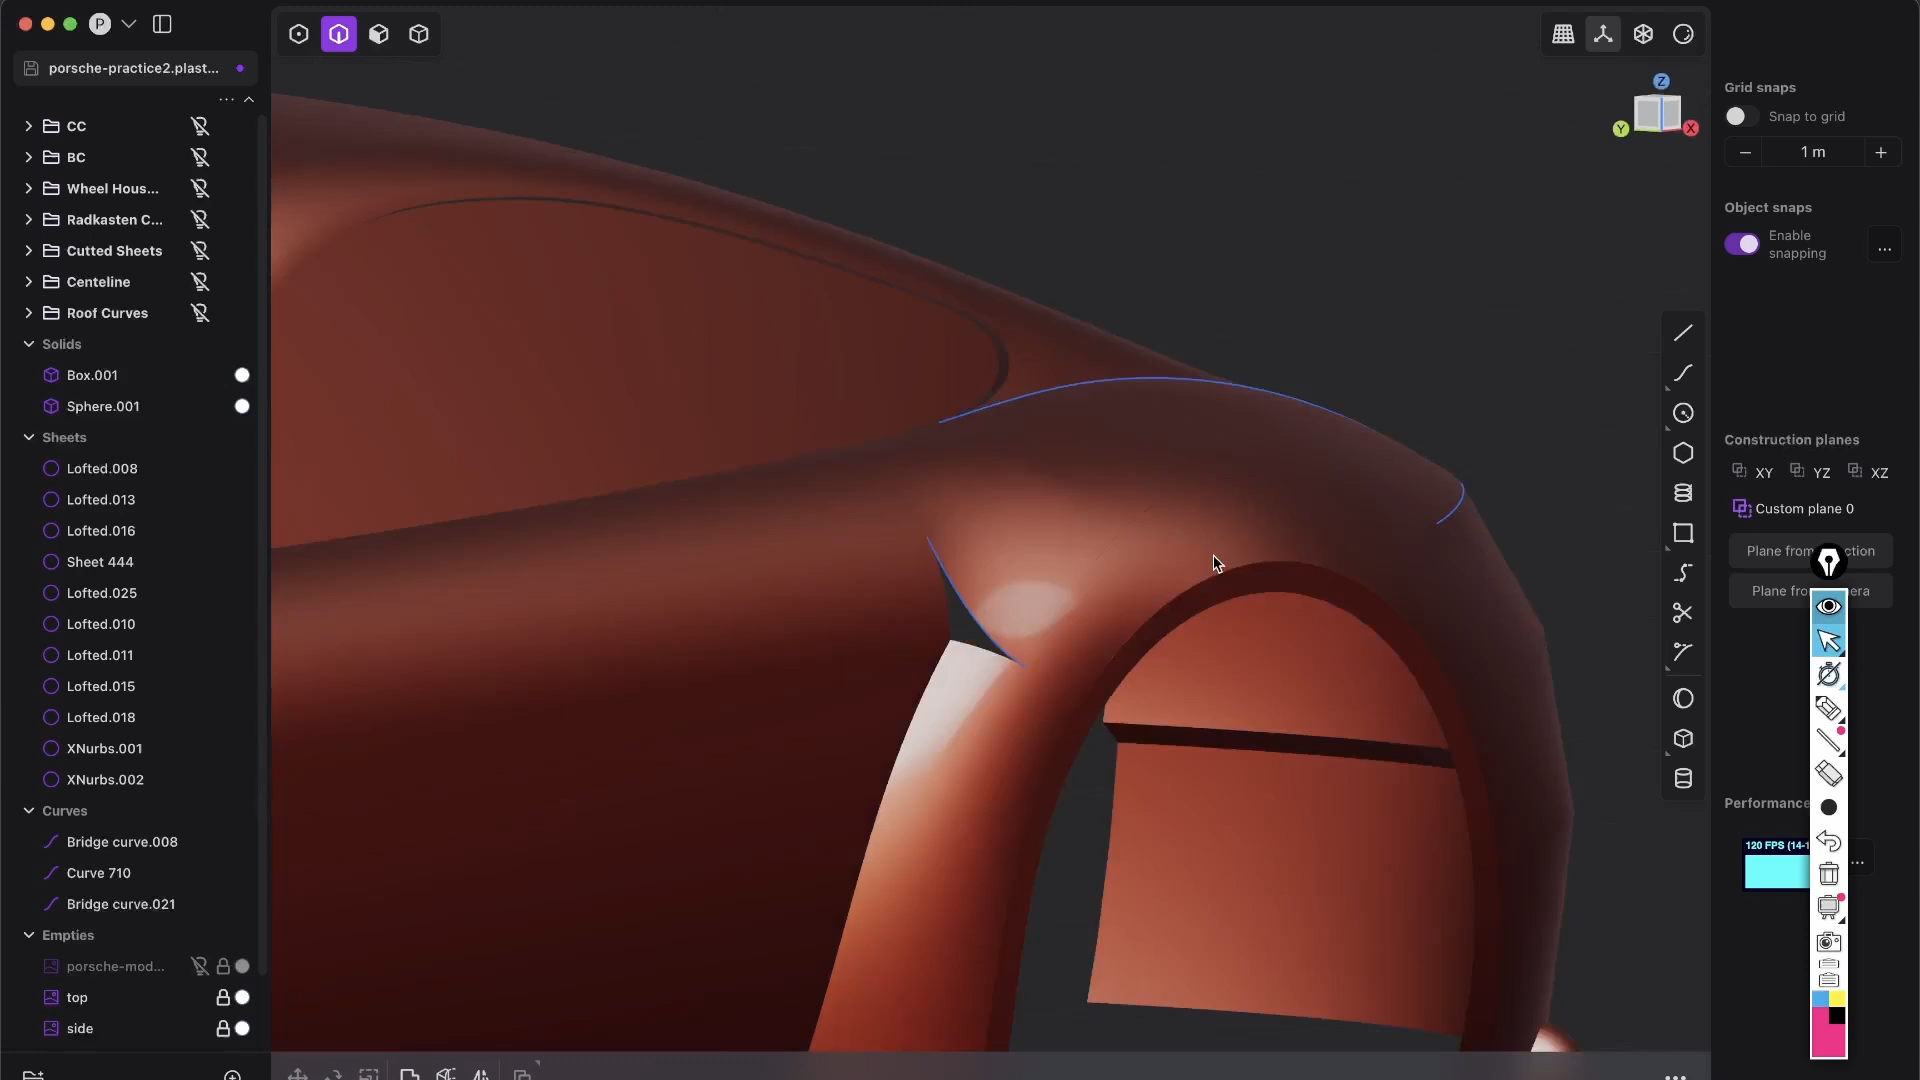 P
porsche-practice2.plast...
CC
BC
Wheel Hous...
Radkasten C...
Cutted Sheets
Centeline
Roof Curves
Solids
Box.001
Sphere.001
Sheets
Lofted.008
Lofted.013
Lofted.016
Sheet 444
Lofted.025
Lofted.010
Lofted.011
Lofted.015
Lofted.018
XNurbs.001
XNurbs.002
Curves
Bridge curve.008
Curve 710
Bridge curve.021
Empties
porsche-mod...
top
side
Z
Y
X
Grid snaps
Snap to grid
1 m
Object snaps
Enable
snapping
...
Construction planes
XY YZ XZ
Custom plane 0
Plane from ction
Plane fro era
Performance
120 FPS (14-1